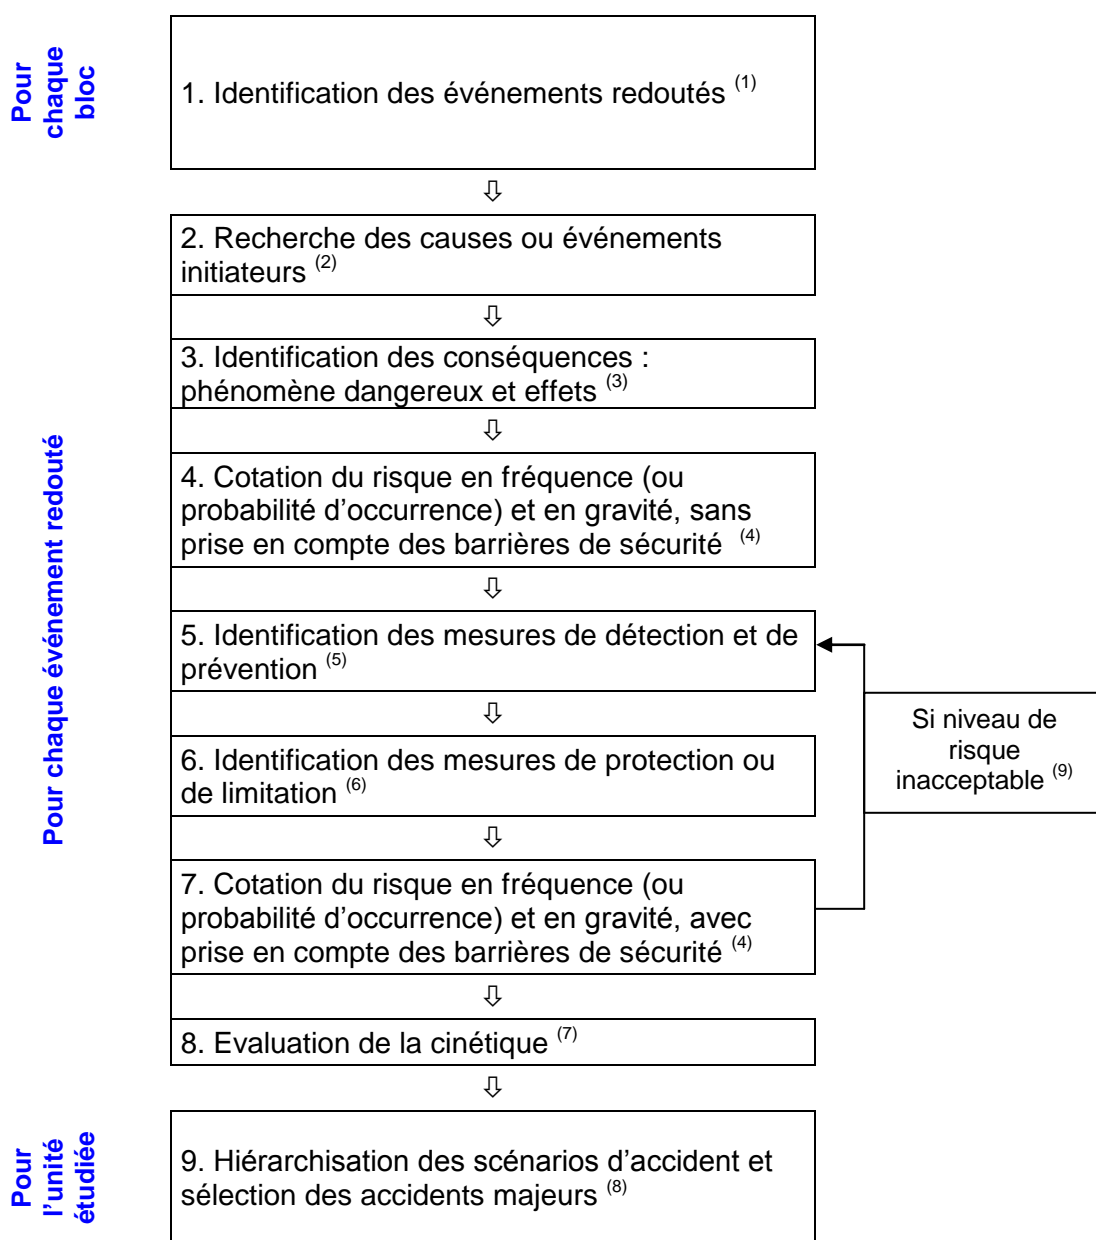 Pour
chaque
bloc
1. Identification des événements redoutés (1)
Pour chaque événement redouté
2. Recherche des causes ou événements
initiateurs (2)
3. Identification des conséquences :
phénomène dangereux et effets (3)
4. Cotation du risque en fréquence (ou
probabilité d’occurrence) et en gravité, sans
prise en compte des barrières de sécurité (4)
5. Identification des mesures de détection et de
prévention (5)
6. Identification des mesures de protection ou
de limitation (6)
7. Cotation du risque en fréquence (ou
probabilité d’occurrence) et en gravité, avec
prise en compte des barrières de sécurité (4)
Si niveau de
risque
inacceptable (9)
8. Evaluation de la cinétique (7)
Pour
l’unité
étudiée
9. Hiérarchisation des scénarios d’accident et
sélection des accidents majeurs (8)